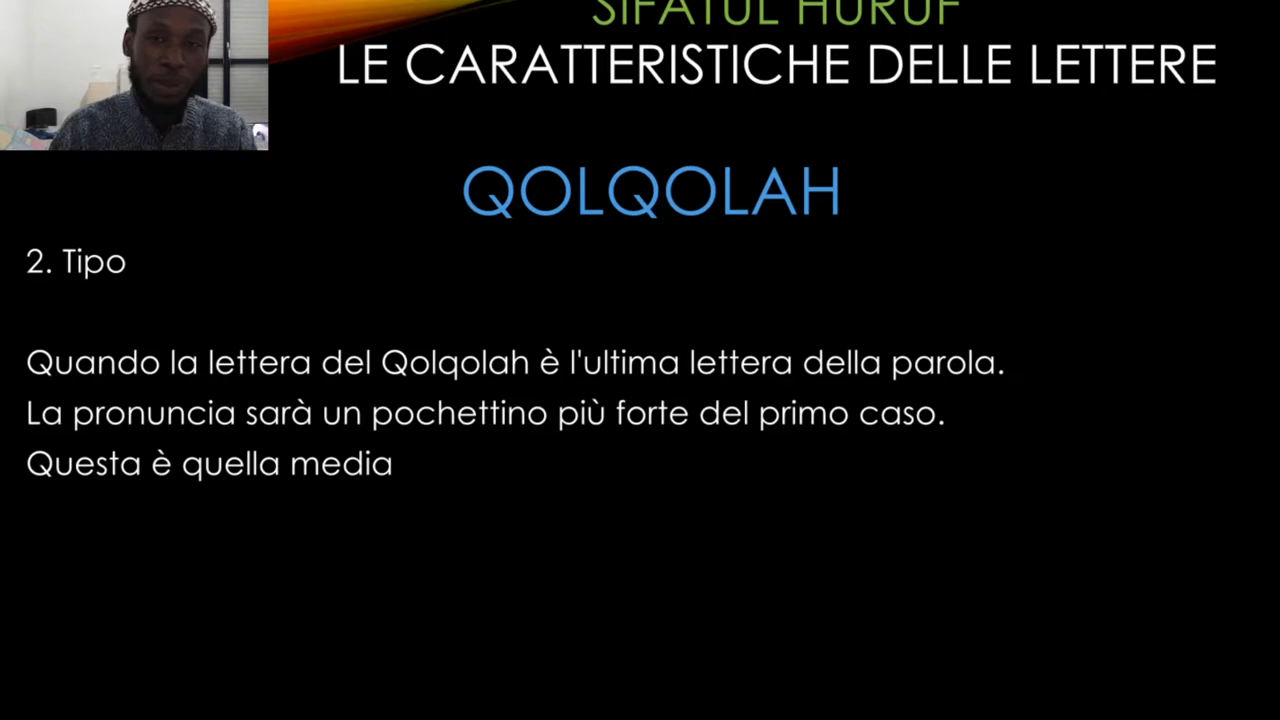 SIFATUL HURUF
LE CARATTERISTICHE DELLE LETTERE
QOLQOLAH
2. Tipo
Quando la lettera del Qolqolah è l'ultima lettera della parola.
La pronuncia sarà un pochettino più forte del primo caso.
Questa è quella media